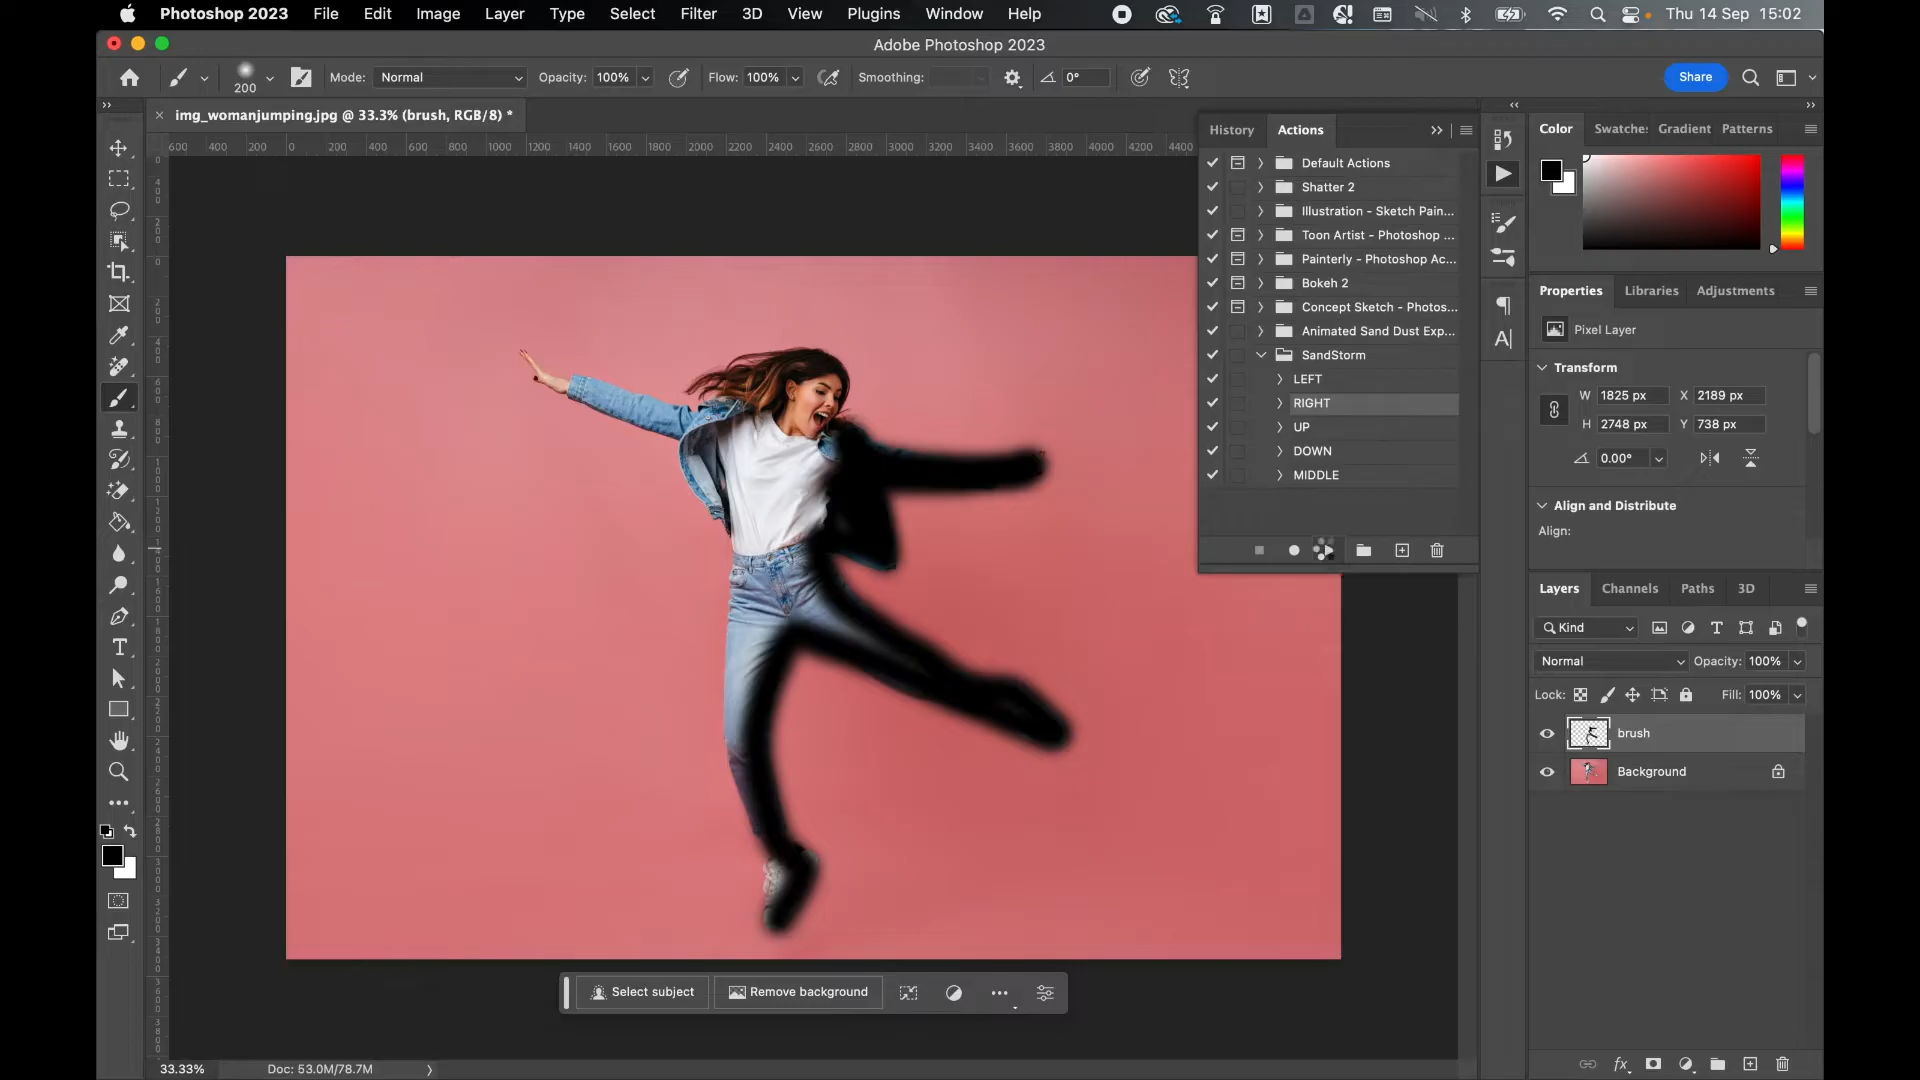 Photoshop 2023 File Edit Image Layer Type Select Filter 3D View Plugins Window Help Thu 14 Sep 15:02
Adobe Photoshop 2023
200 Mode: Normal Opacity: 100% Flow: 100% Smoothing: 0° Share
img_womanjumping.jpg @ 33.3% (brush, RGB/8) *
600 400 200 0 200 400 600 800 1000 1200 1400 1600 1800 2000 2200 2400 2600 2800 3000 3200 3400 3600 3800 4000 4200 4400
History Actions
Default Actions
Shatter 2
Illustration - Sketch Pain...
Toon Artist - Photoshop ...
Painterly - Photoshop Ac...
Bokeh 2
Concept Sketch - Photos...
Animated Sand Dust Exp...
SandStorm
LEFT
RIGHT
UP
DOWN
MIDDLE
Color Swatches Gradient Patterns
Properties Libraries Adjustments
Pixel Layer
Transform
W 1825 px X 2189 px
H 2748 px Y 738 px
0.00°
Align and Distribute
Align:
Layers Channels Paths 3D
Kind
Normal Opacity: 100%
Lock: Fill: 100%
brush
Background
Select subject Remove background
33.33% Doc: 53.0M/78.7M